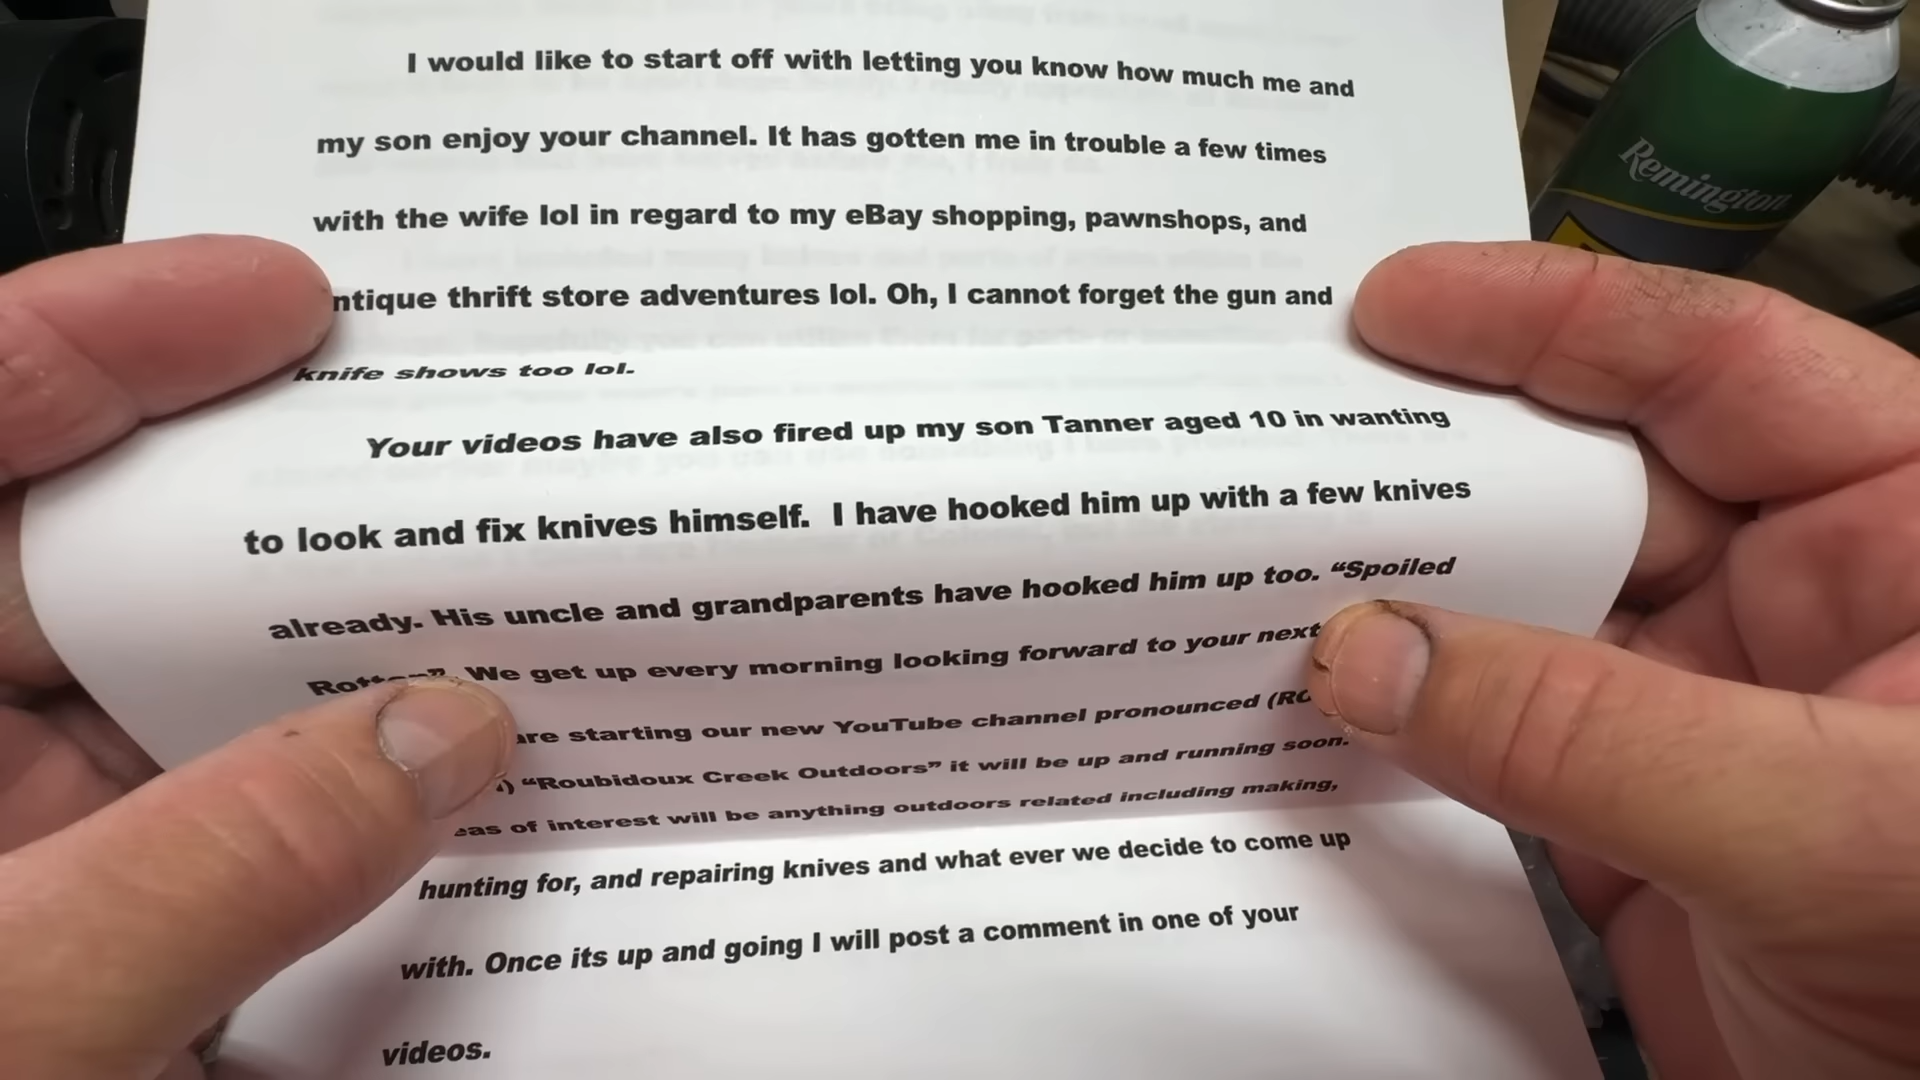 I would like to start off with letting you know how much me and
my son enjoy your channel. It has gotten me in trouble a few times
with the wife lol in regard to my eBay shopping, pawnshops, and
ntique thrift store adventures lol. Oh, I cannot forget the gun and
knife shows too lol.
Your videos have also fired up my son Tanner aged 10 in wanting
to look and fix knives himself. I have hooked him up with a few knives
already. His uncle and grandparents have hooked him up too. “Spoiled
We get up every morning looking forward to your next
are starting our new YouTube channel pronounced
“Roubidoux Creek Outdoors” it will be up and running soon.
eas of interest will be anything outdoors related including making,
hunting for, and repairing knives and what ever we decide to come up
with. Once its up and going I will post a comment in one of your
videos.
Remington